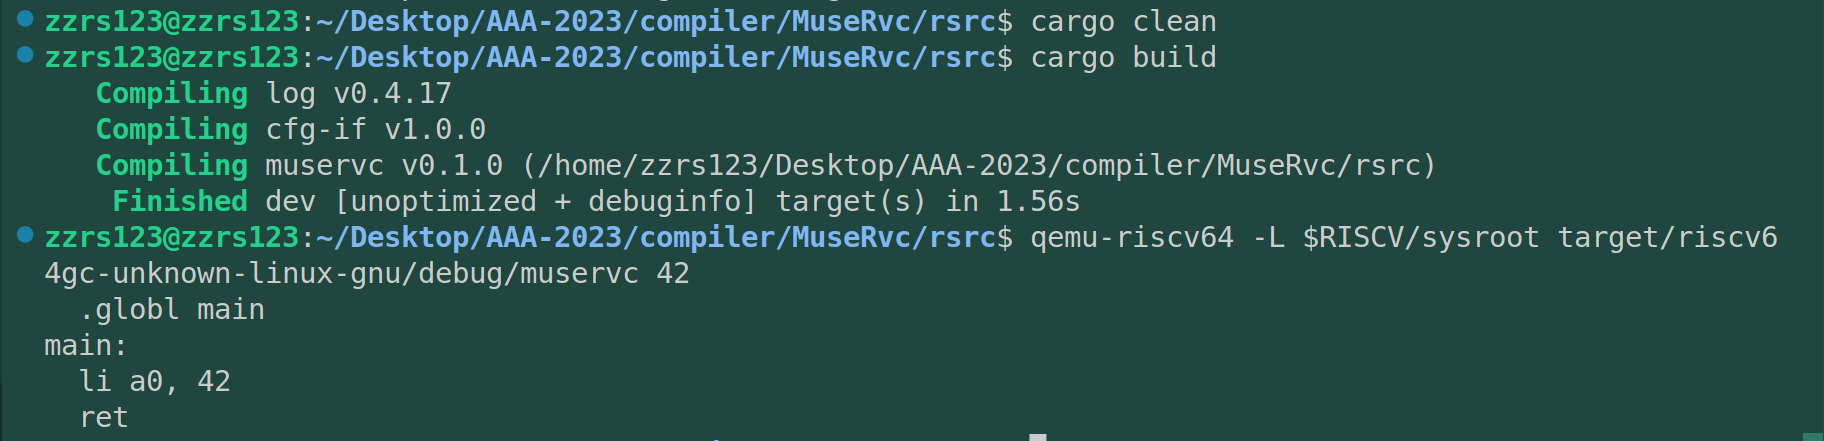 zzrs123@zzrs123:~/Desktop/AAA-2023/compiler/MuseRvc/rsrc$ cargo clean
zzrs123@zzrs123:~/Desktop/AAA-2023/compiler/MuseRvc/rsrc$ cargo build
   Compiling log v0.4.17
   Compiling cfg-if v1.0.0
   Compiling muservc v0.1.0 (/home/zzrs123/Desktop/AAA-2023/compiler/MuseRvc/rsrc)
    Finished dev [unoptimized + debuginfo] target(s) in 1.56s
zzrs123@zzrs123:~/Desktop/AAA-2023/compiler/MuseRvc/rsrc$ qemu-riscv64 -L $RISCV/sysroot target/riscv6
4gc-unknown-linux-gnu/debug/muservc 42
  .globl main
main:
  li a0, 42
  ret